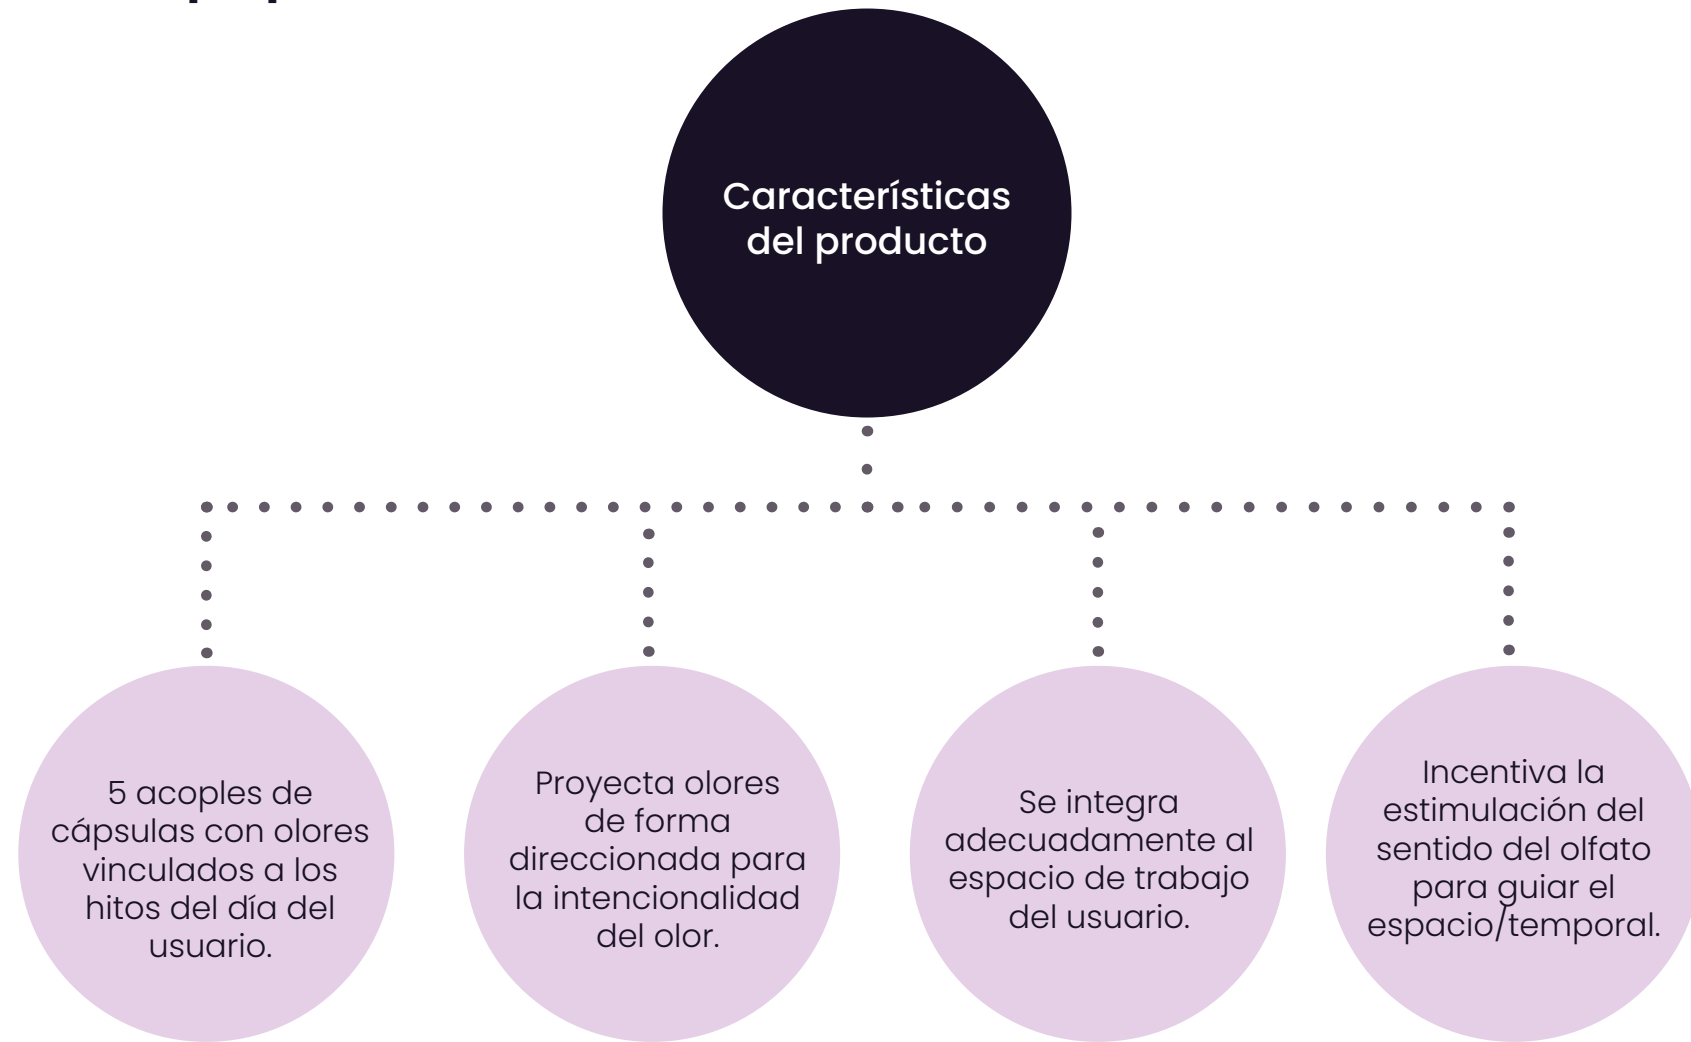 Características
del producto
5 acoples de
cápsulas con olores
vinculados a los
hitos del día del
usuario.
Proyecta olores
de forma
direccionada para
la intencionalidad
del olor.
Se integra
adecuadamente al
espacio de trabajo
del usuario.
Incentiva la
estimulación del
sentido del olfato
para guiar el
espacio/temporal.